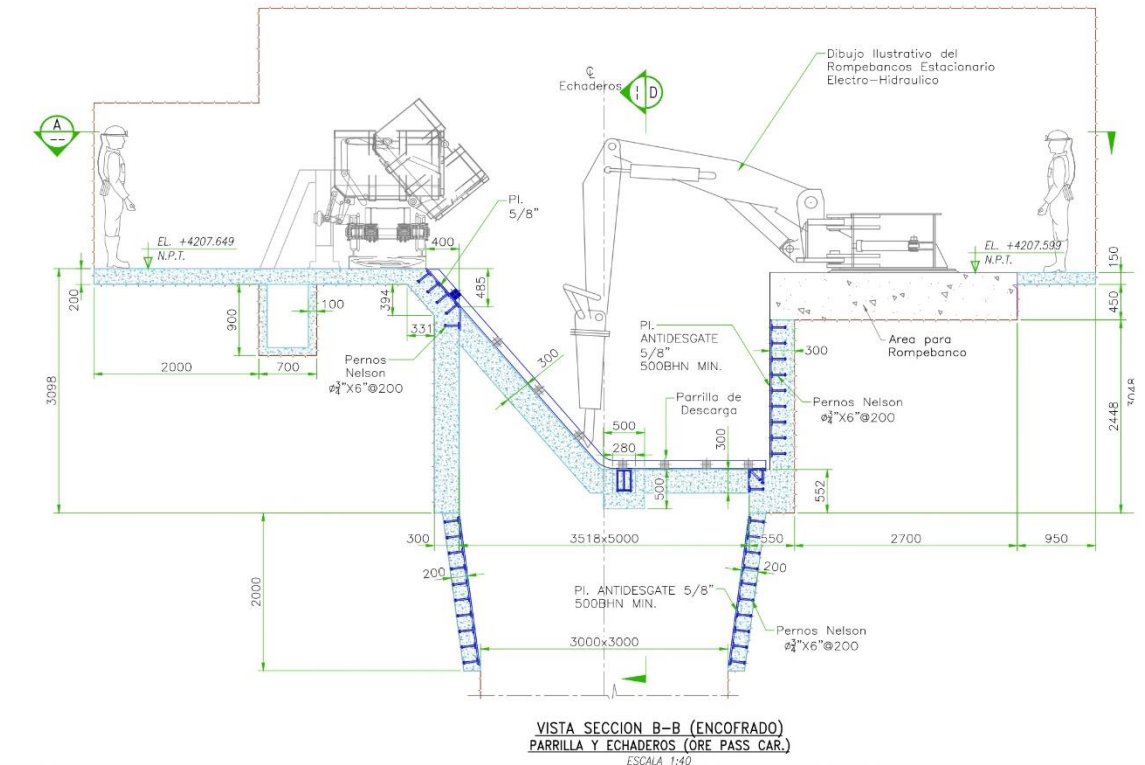 Dibujo Ilustrativo del
Rompebancos Estacionario
Electro-Hidraulico
CL
Echaderos
I D
A
--
Pl.
5/8"
400
EL. +4207.649
N.P.T.
EL. +4207.599
N.P.T.
150
200
485
450
100
394
900
331
300
Pl.
ANTIDESGATE
5/8"
500BHN MIN.
300
Area para
Rompebanco
2000
700
Pernos
Nelson
ø3/4"X6"@200
3098
3048
2448
Parrilla de
Descarga
Pernos Nelson
ø3/4"X6"@200
500
280
300
500
552
300
3518x5000
550
2700
950
200
200
2000
Pl. ANTIDESGATE 5/8"
500BHN MIN.
Pernos Nelson
ø3/4"X6"@200
3000x3000
VISTA SECCION B-B (ENCOFRADO)
PARRILLA Y ECHADEROS (ORE PASS CAR.)
ESCALA 1:40